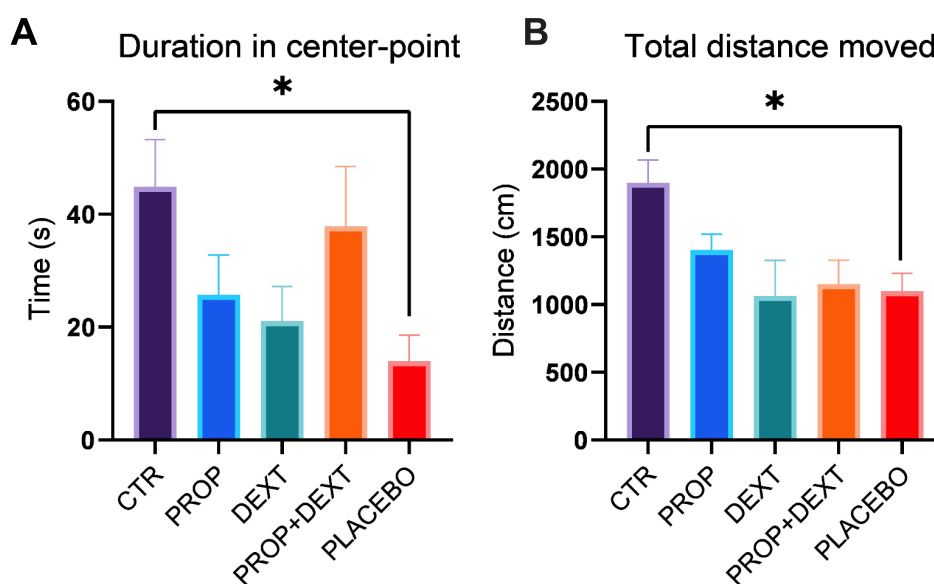 A
Duration in center-point
*
60
40
20
0
Time (s)
CTR
PROP
DEXT
PROP+DEXT
PLACEBO
B
Total distance moved
*
2500
2000
1500
1000
500
0
Distance (cm)
CTR
PROP
DEXT
PROP+DEXT
PLACEBO